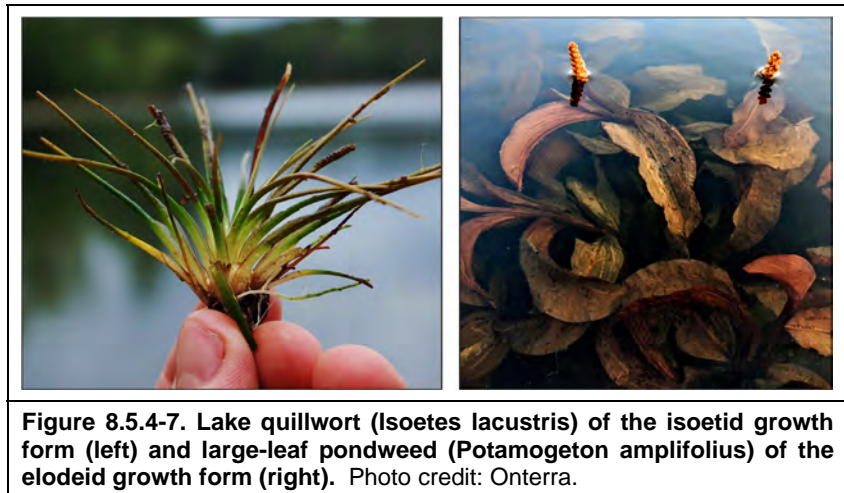 Figure 8.5.4-7. Lake quillwort (Isoetes lacustris) of the isoetid growth
form (left) and large-leaf pondweed (Potamogeton amplifolius) of the
elodeid growth form (right). Photo credit: Onterra.